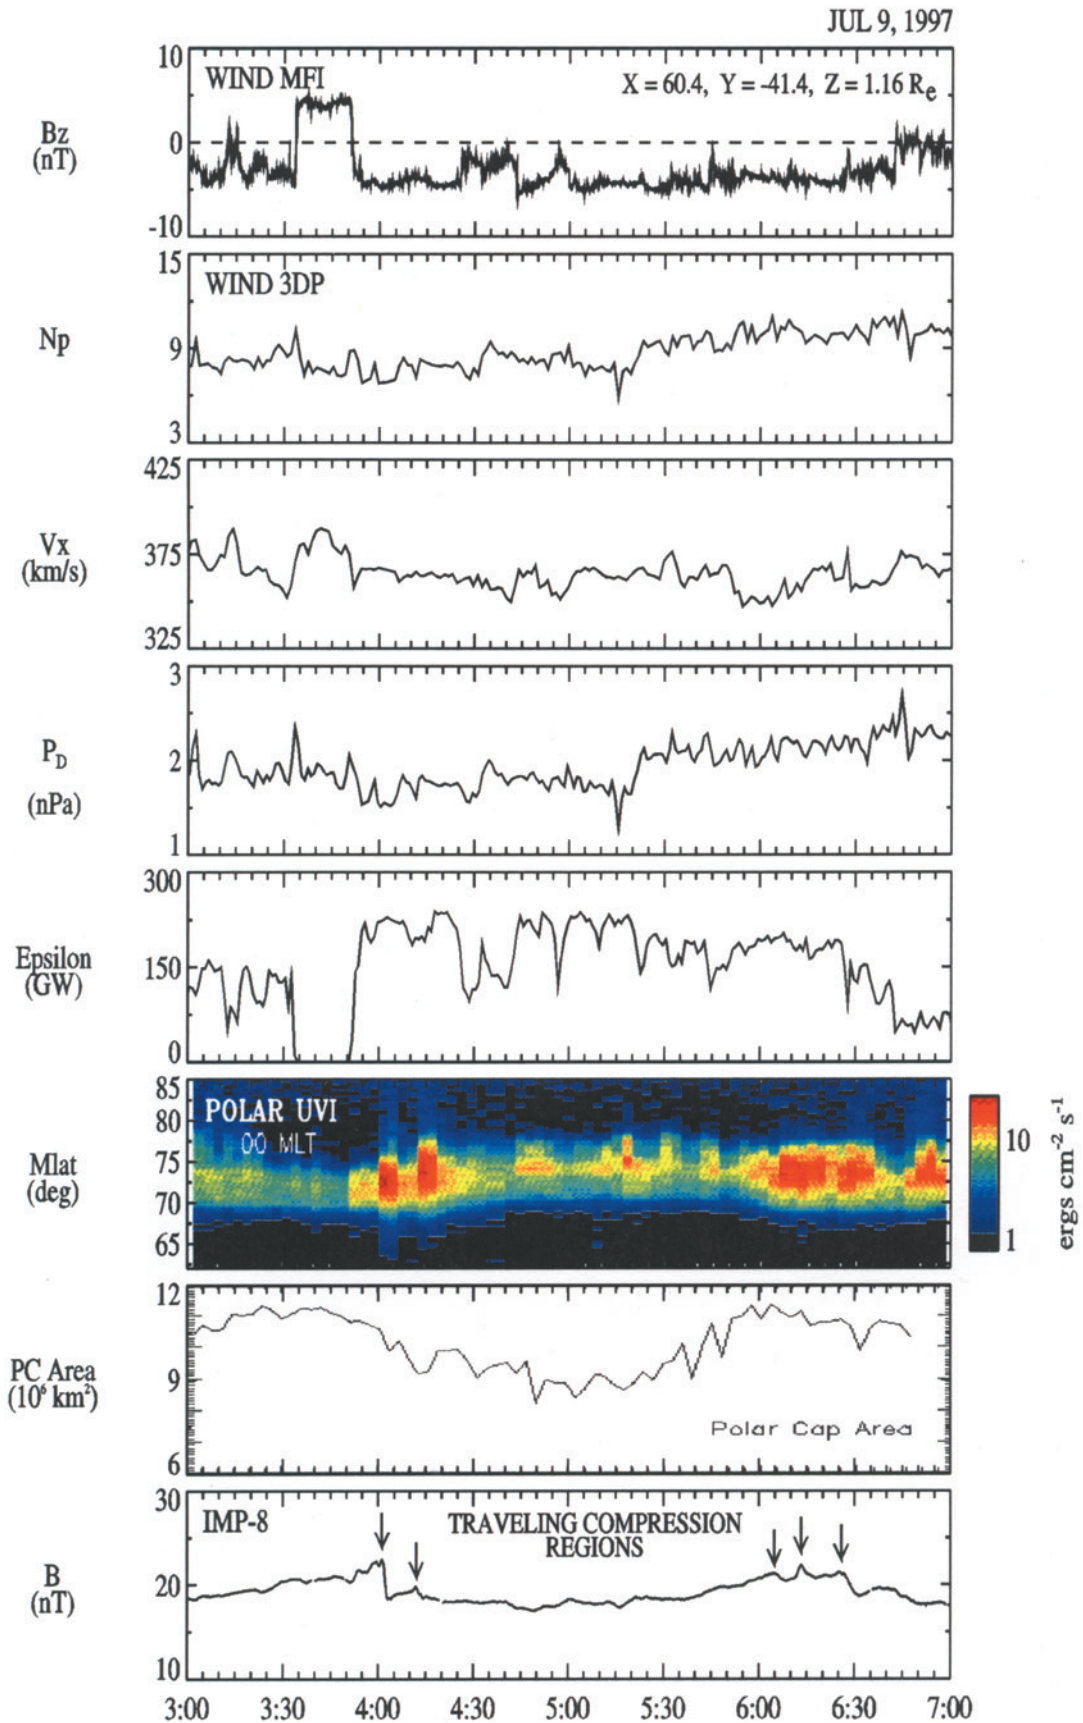 JUL 9, 1997
WIND MFI
X = 60.4, Y = -41.4, Z = 1.16 Re
Bz
(nT)
10
0
-10
WIND 3DP
Np
15
9
3
Vx
(km/s)
425
375
325
PD
(nPa)
3
2
1
Epsilon
(GW)
300
150
0
POLAR UVI
00 MLT
Mlat
(deg)
85
80
75
70
65
10
1
ergs cm-2 s-1
PC Area
(10⁶ km²)
12
9
6
Polar Cap Area
IMP-8
TRAVELING COMPRESSION
REGIONS
B
(nT)
30
20
10
3:00 3:30 4:00 4:30 5:00 5:30 6:00 6:30 7:00